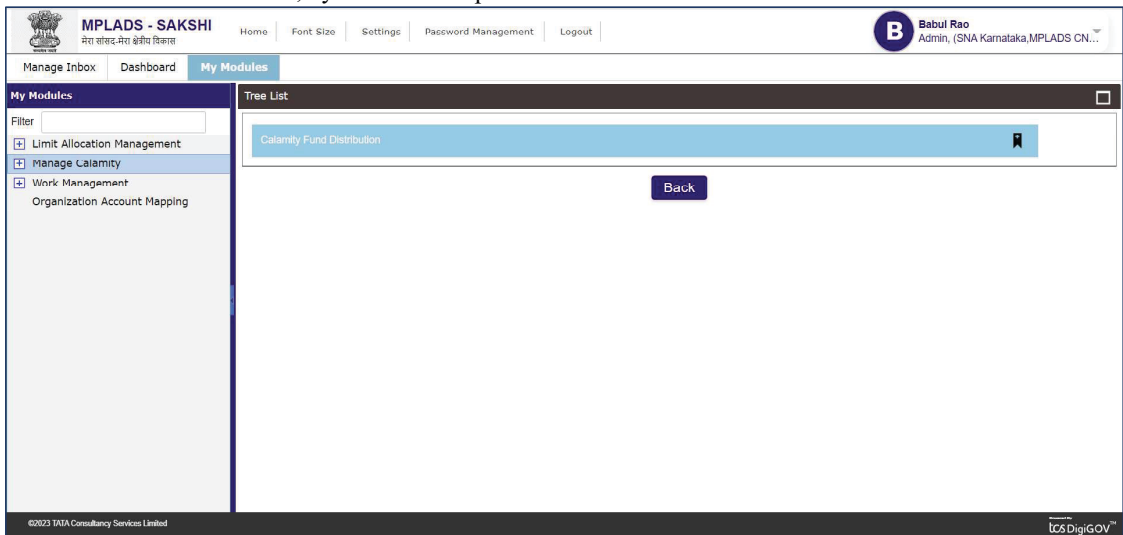 MPLADS - SAKSHI
मेरा सांसद-मेरा क्षेत्रीय विकास
Home
Font Size
Settings
Password Management
Logout
B
Babul Rao
Admin, (SNA Karnataka,MPLADS CN...
Manage Inbox
Dashboard
My Modules
My Modules
Tree List
Filter
Calamity Fund Distribution
Limit Allocation Management
Manage Calamity
Work Management
Organization Account Mapping
Back
©2023 TATA Consultancy Services Limited
tcs DigiGOV™